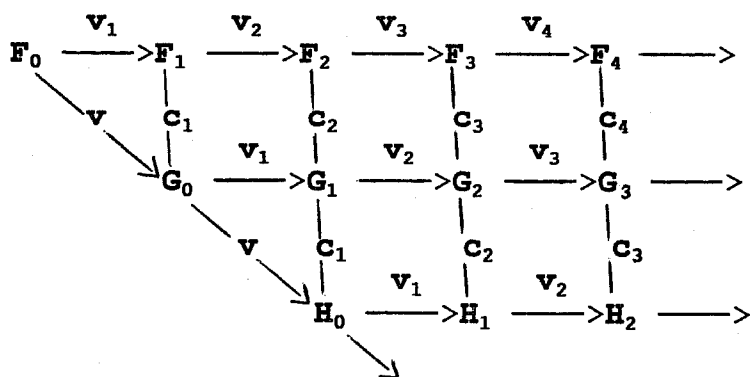 v₁ v₂ v₃ v₄
F₀ F₁ F₂ F₃ F₄
v C₁ C₂ C₃ C₄
v₁ v₂ v₃
G₀ G₁ G₂ G₃
v C₁ C₂ C₃
v₁ v₂
H₀ H₁ H₂